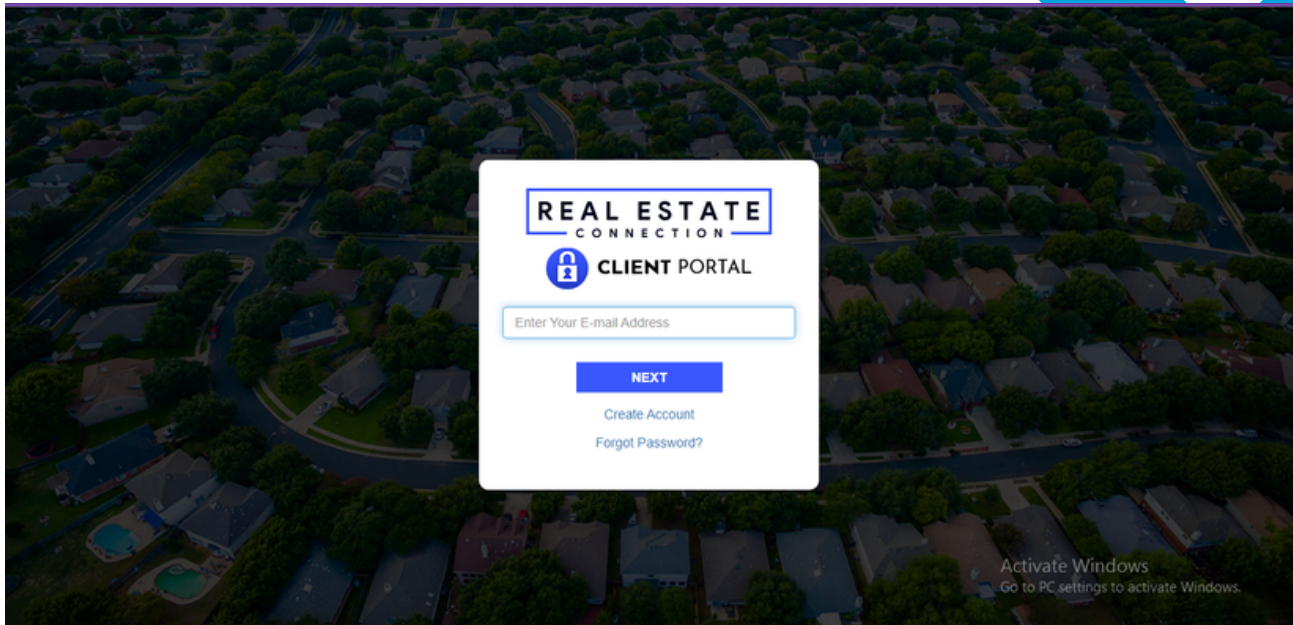 REAL ESTATE
CONNECTION
CLIENT PORTAL
Enter Your E-mail Address
NEXT
Create Account
Forgot Password?
Activate Windows
Go to PC settings to activate Windows.